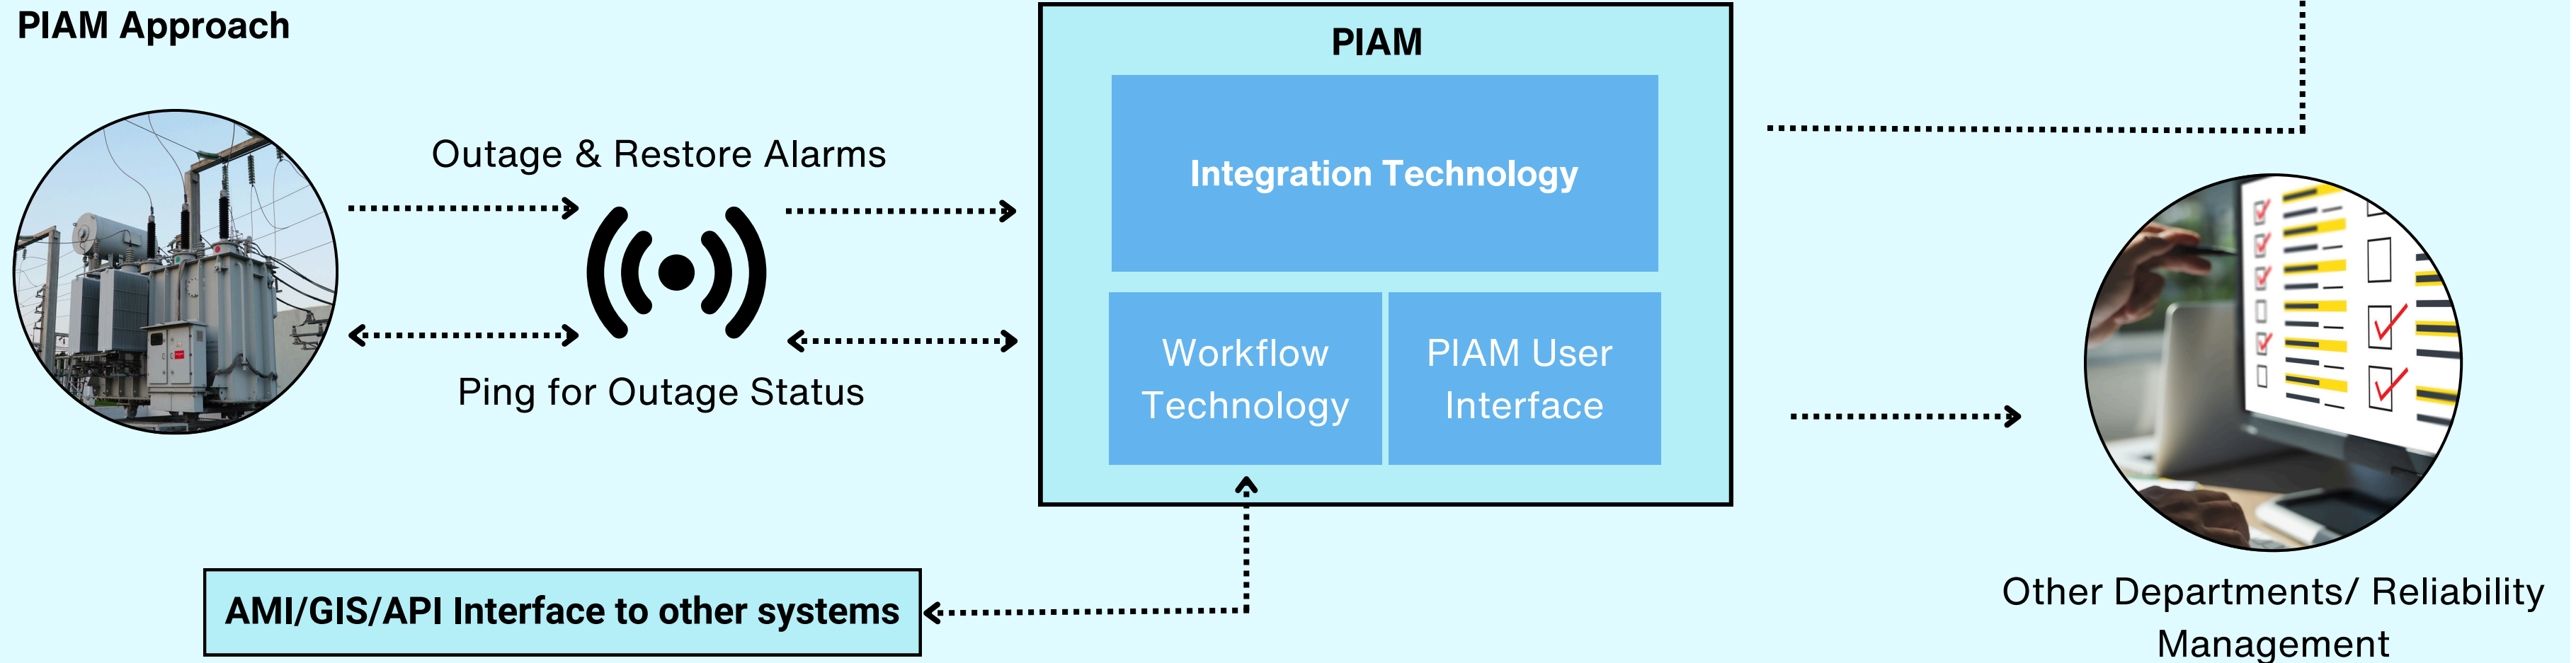 PIAM Approach
PIAM
Outage & Restore Alarms
Integration Technology
Ping for Outage Status
Workflow
Technology
PIAM User
Interface
AMI/GIS/API Interface to other systems
Other Departments/ Reliability
Management